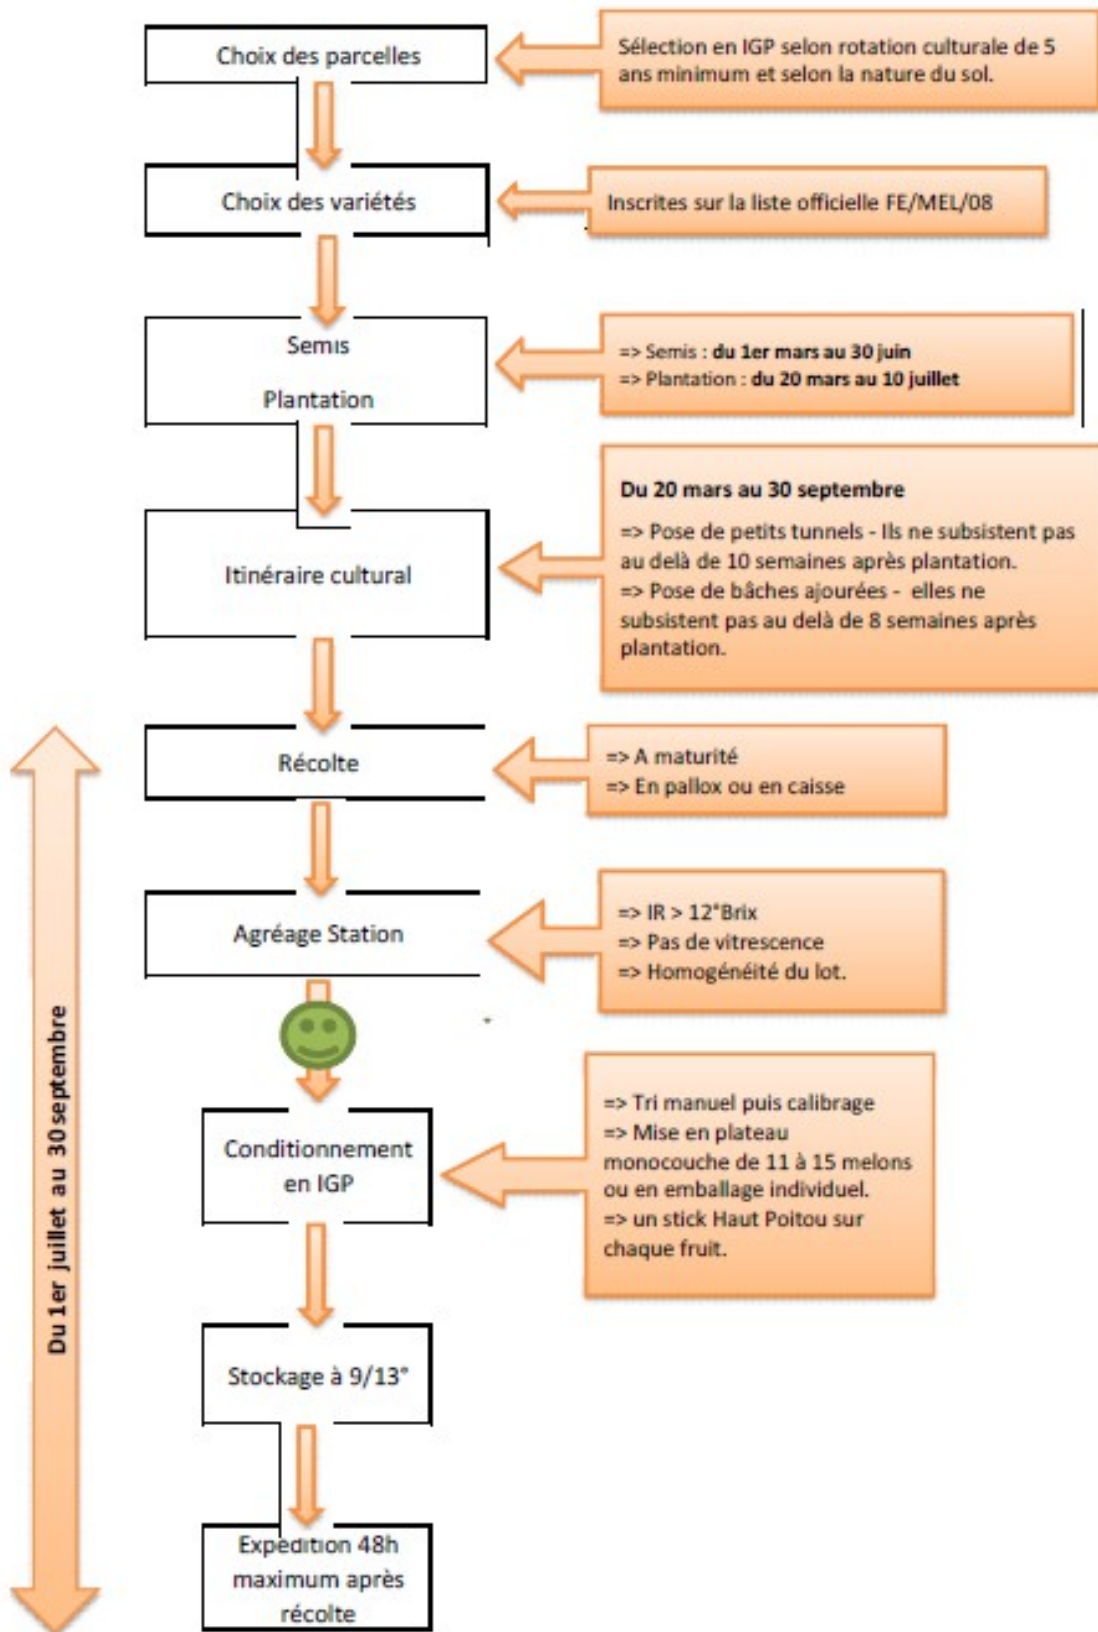 Choix des parcelles
Sélection en IGP selon rotation culturale de 5
ans minimum et selon la nature du sol.
Choix des variétés
Inscrites sur la liste officielle FE/MEL/08
Semis
Plantation
=> Semis : du 1er mars au 30 juin
=> Plantation : du 20 mars au 10 juillet
Itinéraire cultural
Du 20 mars au 30 septembre
=> Pose de petits tunnels - Ils ne subsistent pas
au delà de 10 semaines après plantation.
=> Pose de bâches ajourées - elles ne
subsistent pas au delà de 8 semaines après
plantation.
Récolte
=> A maturité
=> En pallox ou en caisse
Agréage Station
=> IR > 12°Brix
=> Pas de vitrescence
=> Homogénéité du lot.
Conditionnement
en IGP
=> Tri manuel puis calibrage
=> Mise en plateau
monocouche de 11 à 15 melons
ou en emballage individuel.
=> un stick Haut Poitou sur
chaque fruit.
Stockage à 9/13°
Expédition 48h
maximum après
récolte
Du 1er juillet au 30 septembre